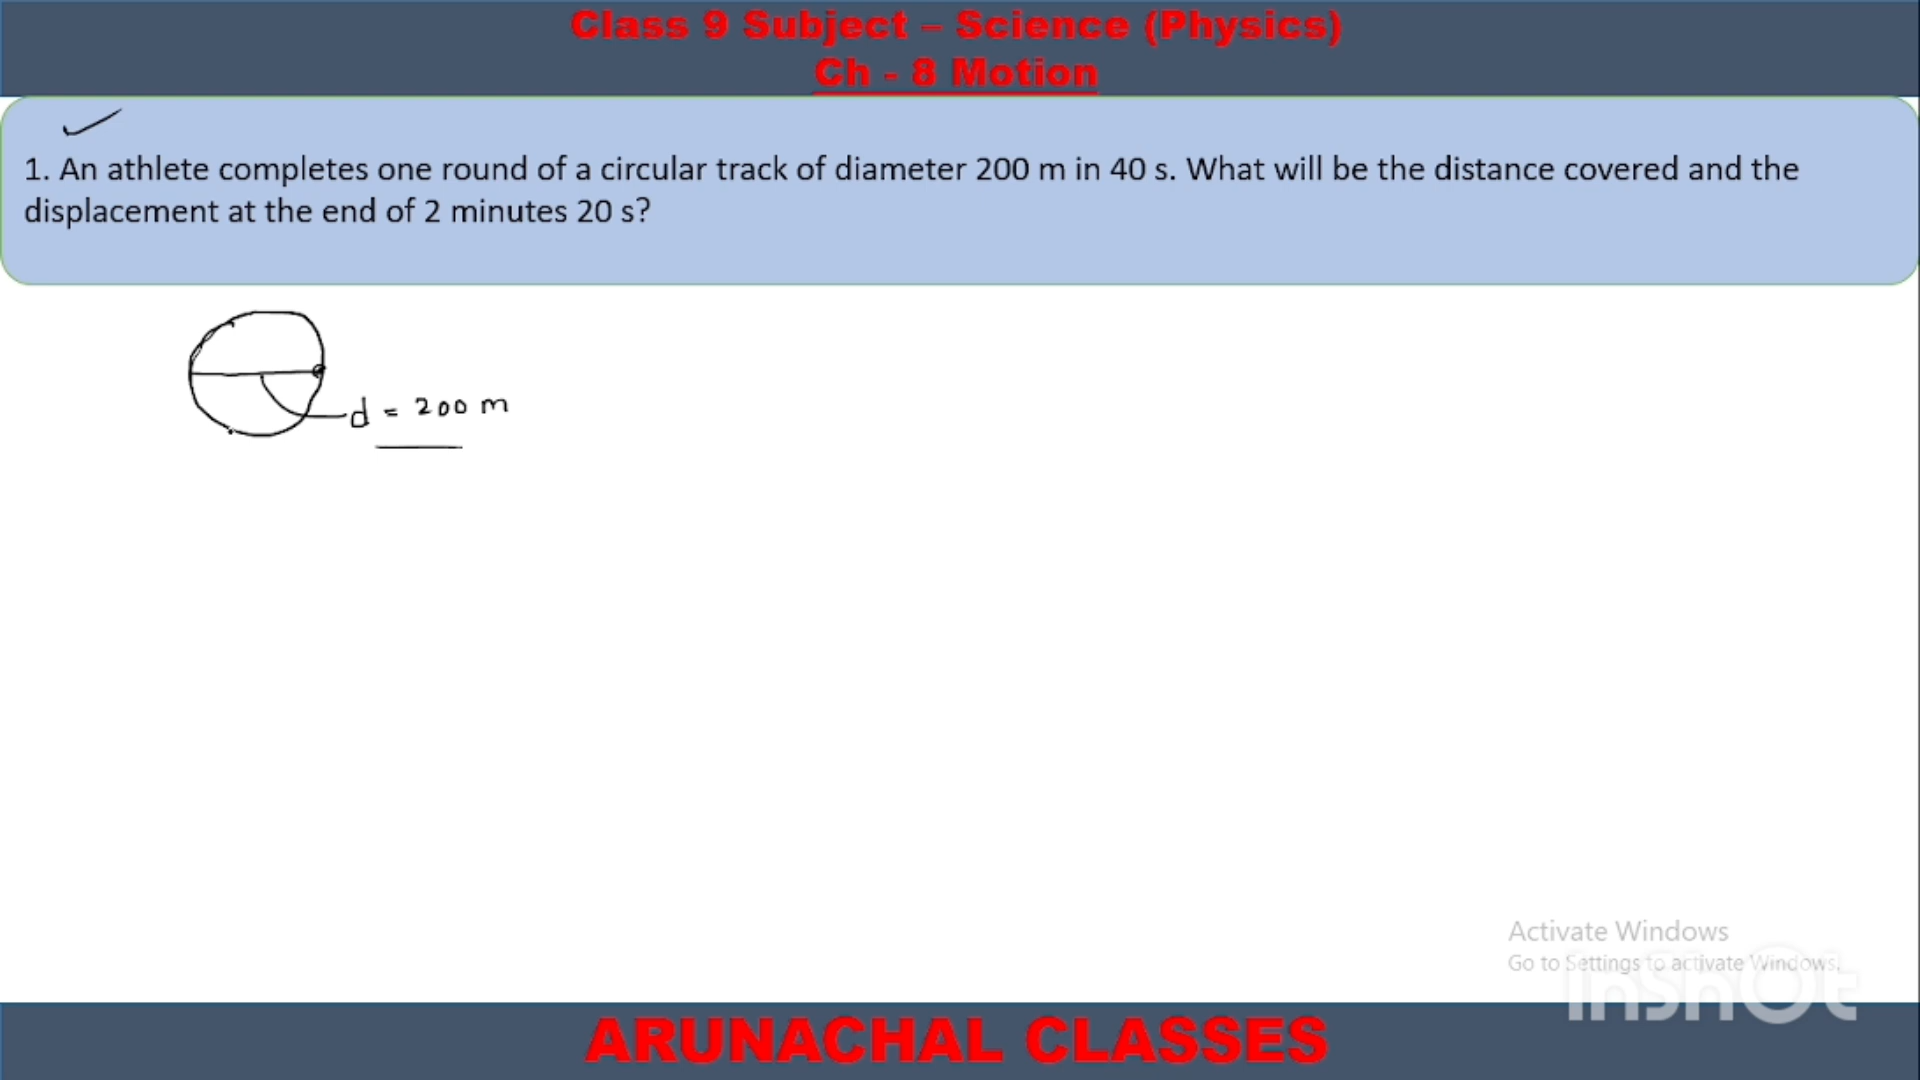 Class 9 Subject – Science (Physics)
Ch - 8 Motion
1. An athlete completes one round of a circular track of diameter 200 m in 40 s. What will be the distance covered and the
displacement at the end of 2 minutes 20 s?
d = 200 m
Activate Windows
Go to Settings to activate Windows.
InShOt
ARUNACHAL CLASSES